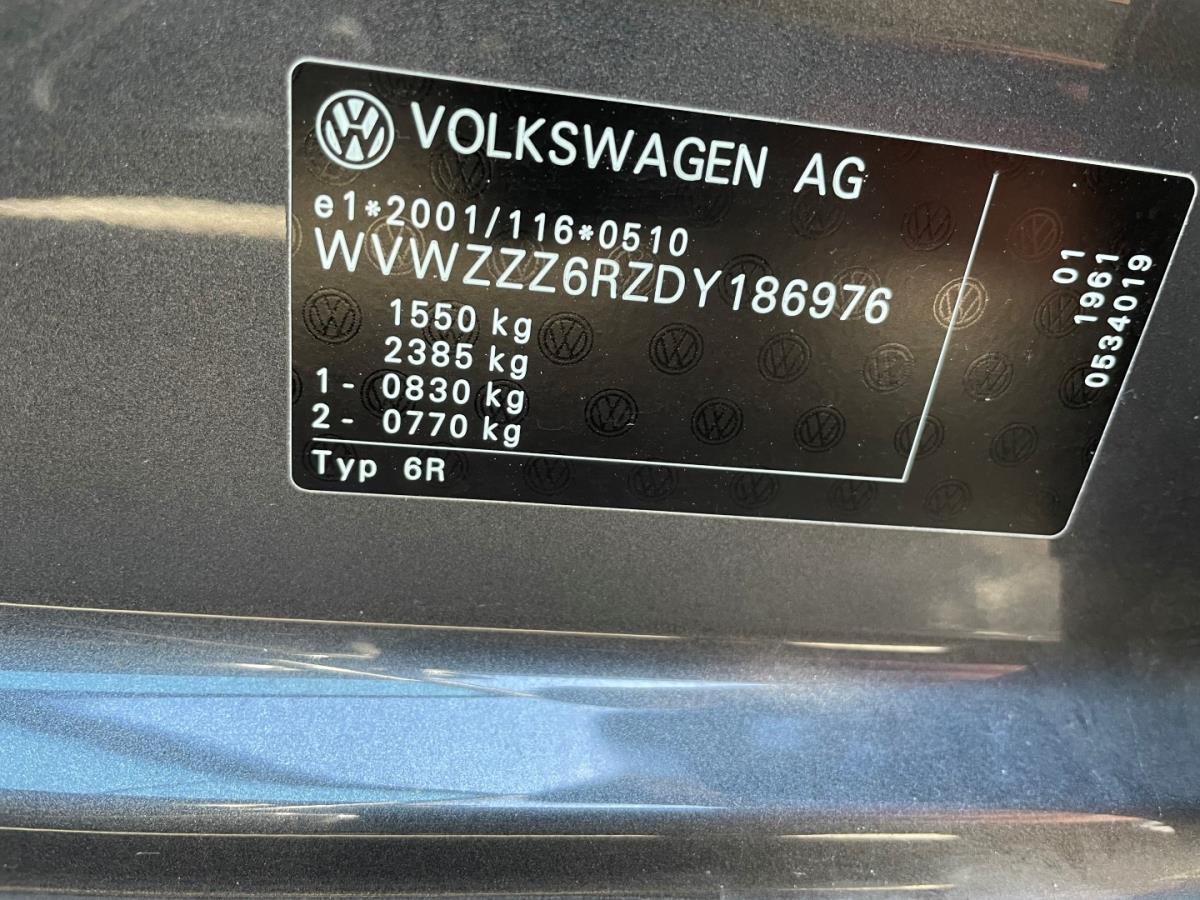 VOLKSWAGEN AG
e1*2001/116*0510
WVWZZZ6RZDY186976
1550 kg
2385 kg
1- 0830 kg
2- 0770 kg
Typ 6R
01
1961
0534019